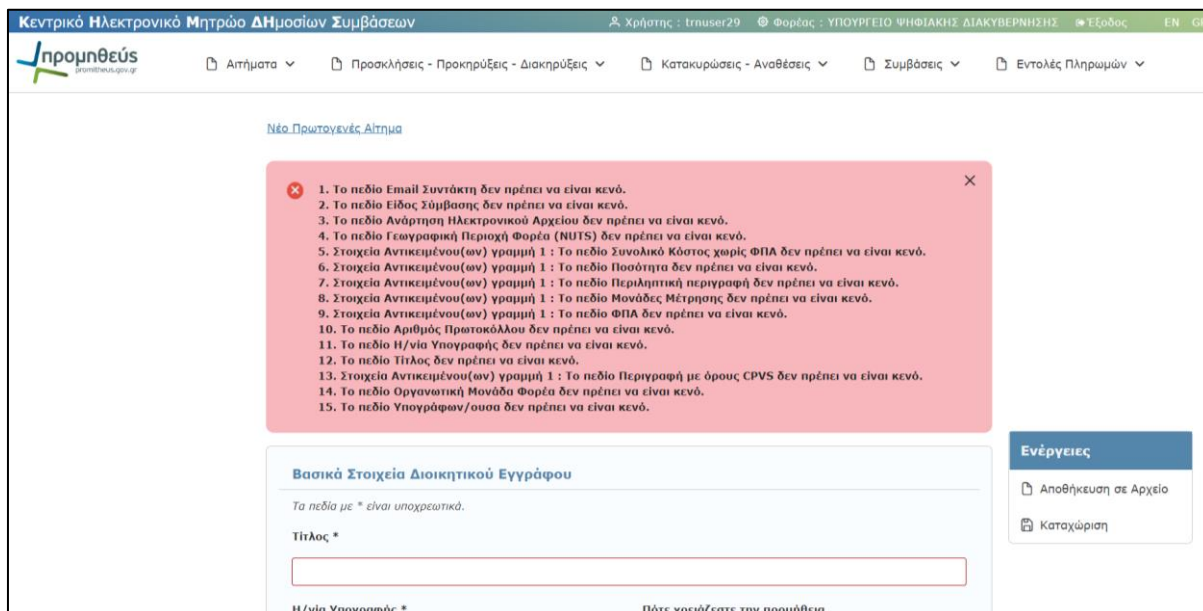 Κεντρικό Ηλεκτρονικό Μητρώο ΔΗμοσίων Συμβάσεων
Χρήστης : trnuser29 Φορέας : ΥΠΟΥΡΓΕΙΟ ΨΗΦΙΑΚΗΣ ΔΙΑΚΥΒΕΡΝΗΣΗΣ Έξοδος EN
προμηθεύς
promitheus.gov.gr
Αιτήματα Προσκλήσεις - Προκηρύξεις - Διακηρύξεις Κατακυρώσεις - Αναθέσεις Συμβάσεις Εντολές Πληρωμών
Νέο Πρωτογενές Αίτημα
1. Το πεδίο Email Συντάκτη δεν πρέπει να είναι κενό.
2. Το πεδίο Είδος Σύμβασης δεν πρέπει να είναι κενό.
3. Το πεδίο Ανάρτηση Ηλεκτρονικού Αρχείου δεν πρέπει να είναι κενό.
4. Το πεδίο Γεωγραφική Περιοχή Φορέα (NUTS) δεν πρέπει να είναι κενό.
5. Στοιχεία Αντικειμένου(ων) γραμμή 1 : Το πεδίο Συνολικό Κόστος χωρίς ΦΠΑ δεν πρέπει να είναι κενό.
6. Στοιχεία Αντικειμένου(ων) γραμμή 1 : Το πεδίο Ποσότητα δεν πρέπει να είναι κενό.
7. Στοιχεία Αντικειμένου(ων) γραμμή 1 : Το πεδίο Περιληπτική περιγραφή δεν πρέπει να είναι κενό.
8. Στοιχεία Αντικειμένου(ων) γραμμή 1 : Το πεδίο Μονάδες Μέτρησης δεν πρέπει να είναι κενό.
9. Στοιχεία Αντικειμένου(ων) γραμμή 1 : Το πεδίο ΦΠΑ δεν πρέπει να είναι κενό.
10. Το πεδίο Αριθμός Πρωτοκόλλου δεν πρέπει να είναι κενό.
11. Το πεδίο Η/νία Υπογραφής δεν πρέπει να είναι κενό.
12. Το πεδίο Τίτλος δεν πρέπει να είναι κενό.
13. Στοιχεία Αντικειμένου(ων) γραμμή 1 : Το πεδίο Περιγραφή με όρους CPVS δεν πρέπει να είναι κενό.
14. Το πεδίο Οργανωτική Μονάδα Φορέα δεν πρέπει να είναι κενό.
15. Το πεδίο Υπογράφων/ουσα δεν πρέπει να είναι κενό.
Ενέργειες
Αποθήκευση σε Αρχείο
Καταχώριση
Βασικά Στοιχεία Διοικητικού Εγγράφου
Τα πεδία με * είναι υποχρεωτικά.
Τίτλος *
Η/νία Υπογραφής * Πότε χρειάζεστε την προμήθεια